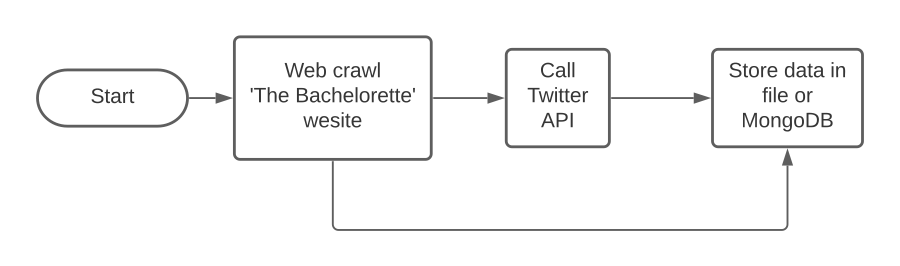 Start
Web crawl
'The Bachelorette'
wesite
Call
Twitter
API
Store data in
file or
MongoDB